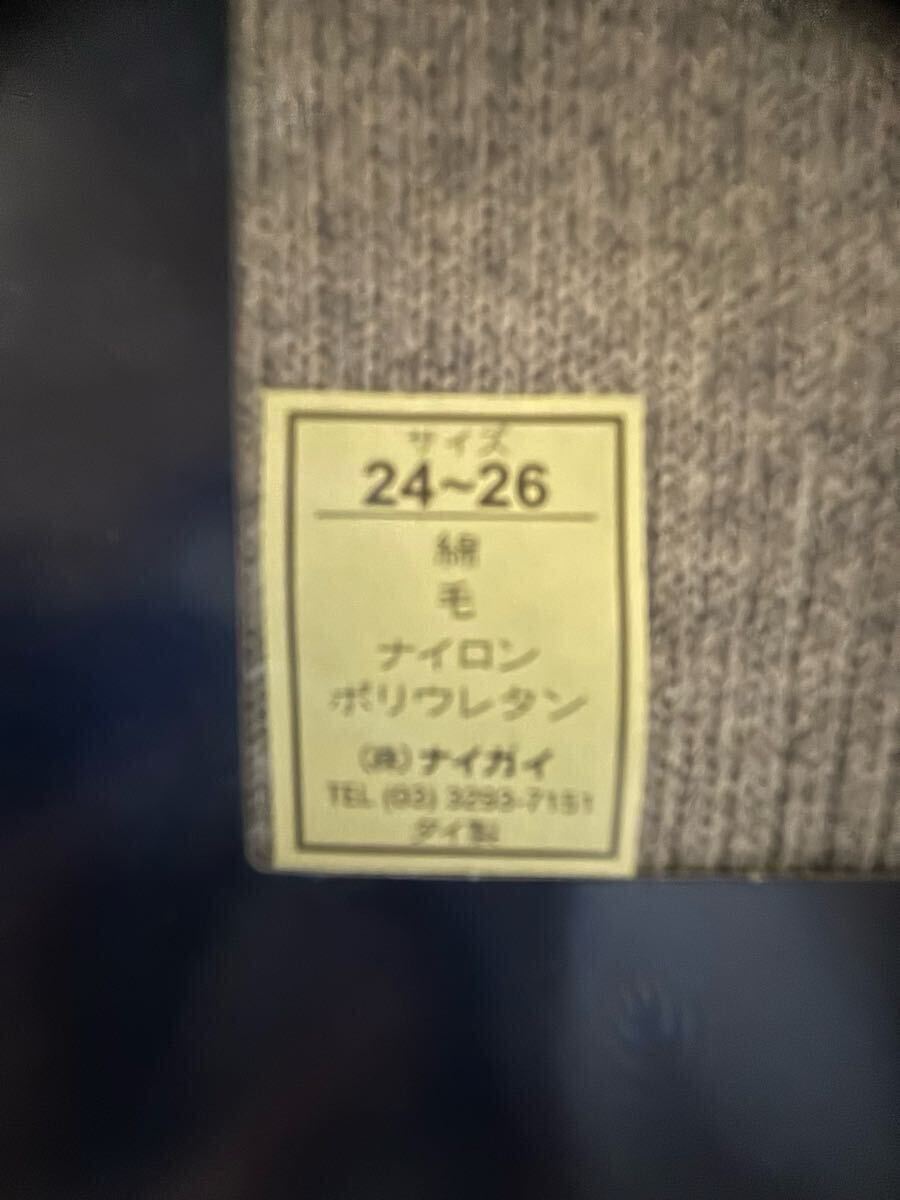 サイズ
24~26
綿
毛
ナイロン
ポリウレタン
(株)ナイガイ
TEL (03) 3293-7151
タイ製